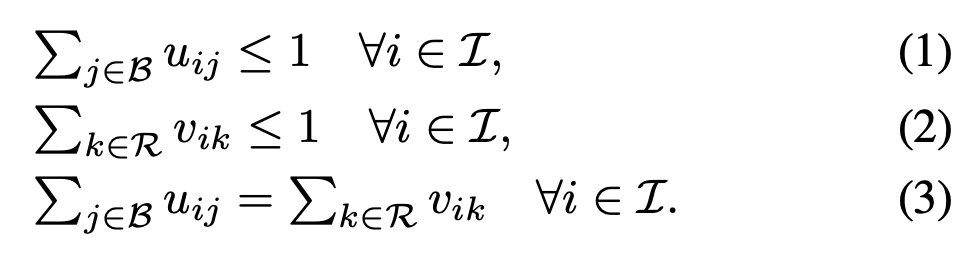 ∑_{j∈ℬ} u_{ij} ≤ 1 ∀i ∈ ℐ, (1)
∑_{k∈ℛ} v_{ik} ≤ 1 ∀i ∈ ℐ, (2)
∑_{j∈ℬ} u_{ij} = ∑_{k∈ℛ} v_{ik} ∀i ∈ ℐ. (3)